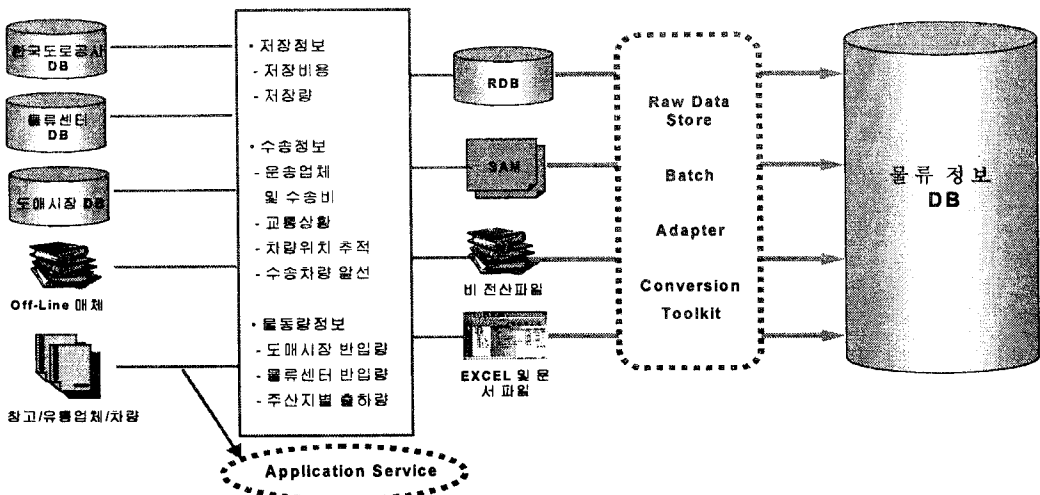 한국도로공사
DB
물류센터
DB
도매시장 DB
Off-Line 매체
창고/유통업체/차량
• 저장정보
- 저장비용
- 저장량
• 수송정보
- 운송업체
및 수송비
- 교통상황
- 차량위치 추적
- 수송차량 알선
• 물동량정보
- 도매시장 반입량
- 물류센터 반입량
- 주산지별 출하량
Application Service
RDB
SAM
비 전산파일
EXCEL 및 문
서 파일
Raw Data
Store
Batch
Adapter
Conversion
Toolkit
물류 정보
DB